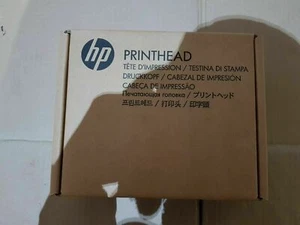 hp PRINTHEAD
TÊTE D'IMPRESSION / TESTINA DI STAMPA
DRUCKKOPF / CABEZAL DE IMPRESIÓN
CABEÇA DE IMPRESSÃO
Печатающая головка / プリントヘッド
프린트헤드 / 打印头 / 印字頭